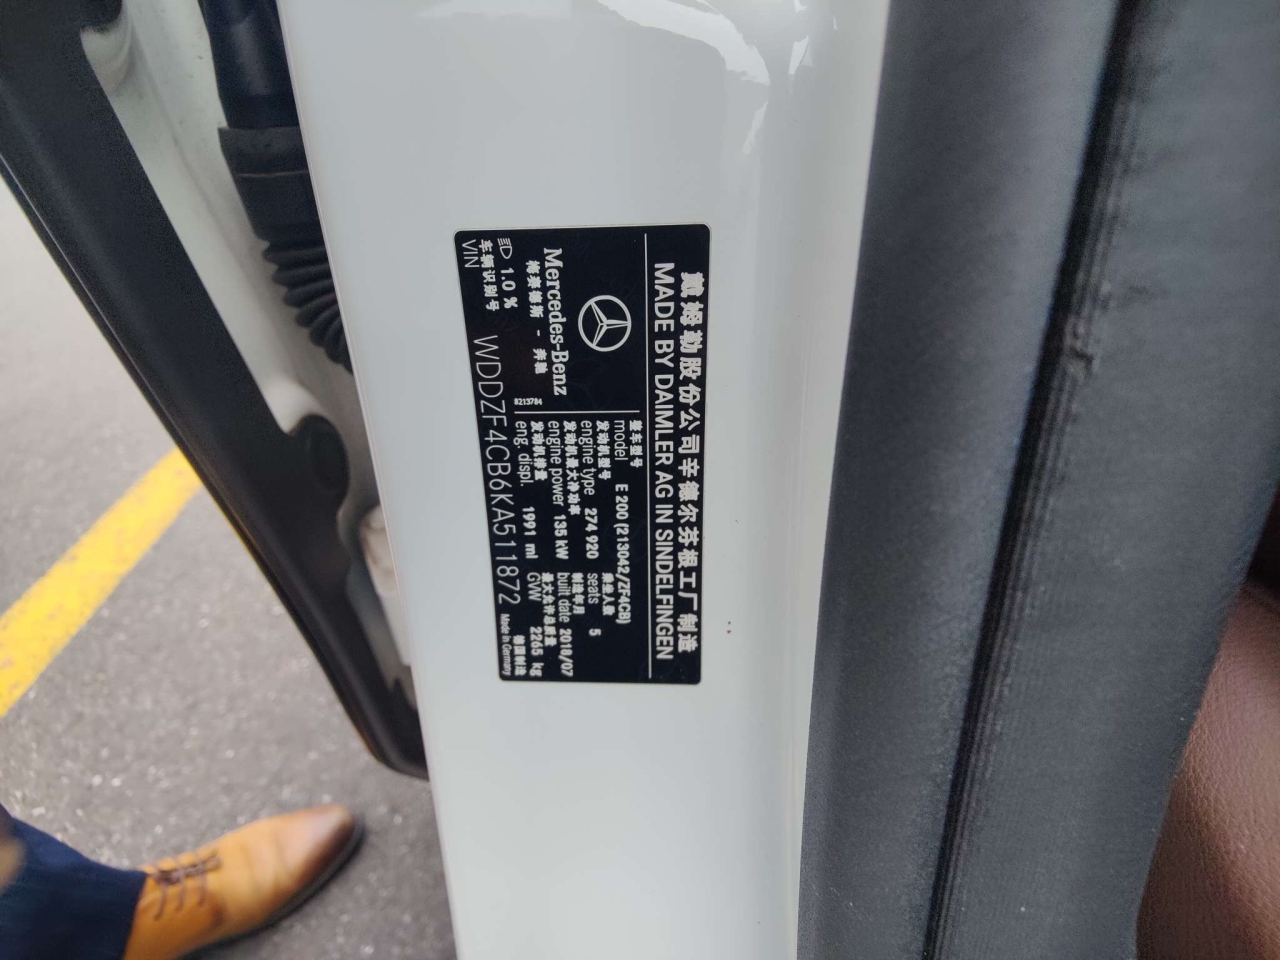 戴姆勒股份公司辛德尔芬根工厂制造
MADE BY DAIMLER AG IN SINDELFINGEN
Mercedes-Benz
梅赛德斯 - 奔驰
1.0 %
8213784
整车型号
model E 200 (213042/ZF4CB)
发动机型号
engine type 274 920
发动机最大净功率
engine power 135 kW
发动机排量
eng. displ. 1991 ml
乘坐人数
seats 5
制造年月
built date 2018/07
最大允许总质量
GVW 2265 kg
德国制造
Made In Germany
车辆识别号
VIN WDDZF4CB6KA511872